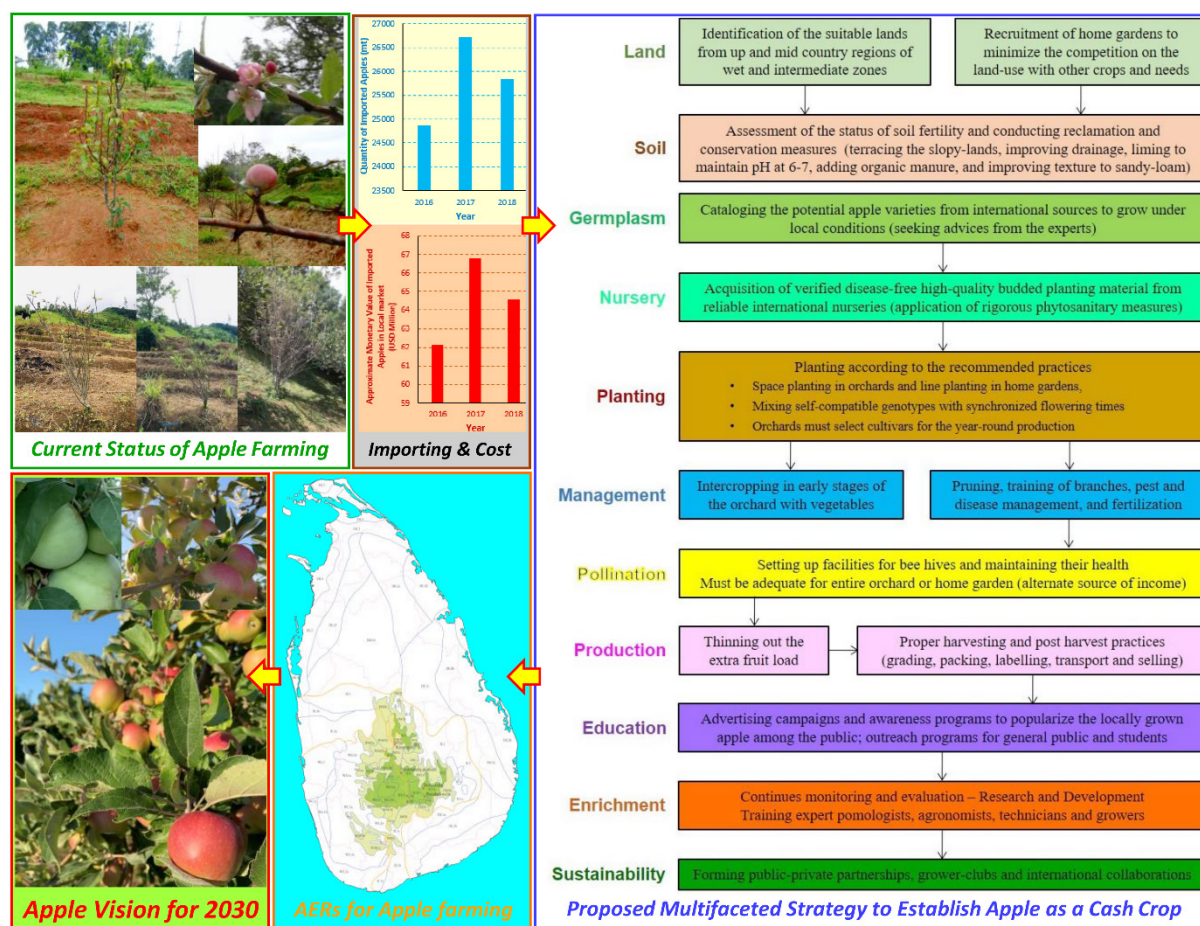 Current Status of Apple Farming
Quantity of Imported Apples (mt)
27000
26500
26000
25500
25000
24500
24000
23500
2016
2017
2018
Year
Approximate Monetary Value of Imported
Apples in Local market
(USD Million)
68
67
66
65
64
63
62
61
60
59
2016
2017
2018
Year
Importing & Cost
Land
Identification of the suitable lands
from up and mid country regions of
wet and intermediate zones
Recruitment of home gardens to
minimize the competition on the
land-use with other crops and needs
Soil
Assessment of the status of soil fertility and conducting reclamation and
conservation measures (terracing the slopy-lands, improving drainage, liming to
maintain pH at 6-7, adding organic manure, and improving texture to sandy-loam)
Germplasm
Cataloging the potential apple varieties from international sources to grow under
local conditions (seeking advices from the experts)
Nursery
Acquisition of verified disease-free high-quality budded planting material from
reliable international nurseries (application of rigorous phytosanitary measures)
Planting
Planting according to the recommended practices
• Space planting in orchards and line planting in home gardens,
• Mixing self-compatible genotypes with synchronized flowering times
• Orchards must select cultivars for the year-round production
Management
Intercropping in early stages of
the orchard with vegetables
Pruning, training of branches, pest and
disease management, and fertilization
Pollination
Setting up facilities for bee hives and maintaining their health
Must be adequate for entire orchard or home garden (alternate source of income)
Production
Thinning out the
extra fruit load
Proper harvesting and post harvest practices
(grading, packing, labelling, transport and selling)
Education
Advertising campaigns and awareness programs to popularize the locally grown
apple among the public; outreach programs for general public and students
Enrichment
Continues monitoring and evaluation – Research and Development
Training expert pomologists, agronomists, technicians and growers
Sustainability
Forming public-private partnerships, grower-clubs and international collaborations
Proposed Multifaceted Strategy to Establish Apple as a Cash Crop
AERs for Apple farming
Apple Vision for 2030